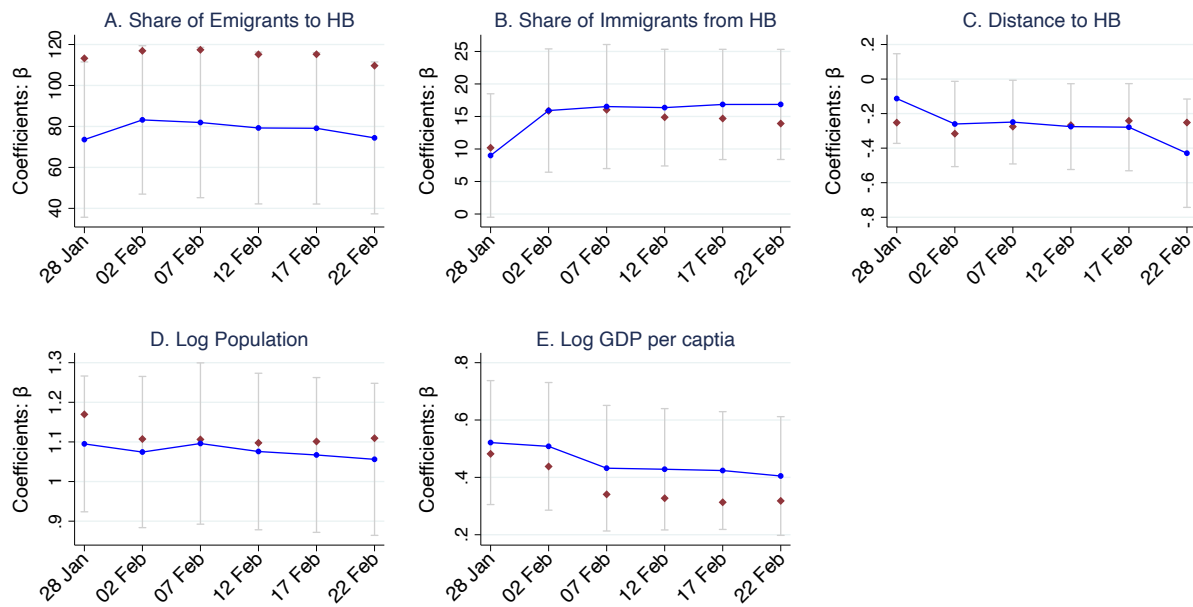 A. Share of Emigrants to HB
Coefficients: β
120
100
80
60
40
28 Jan
02 Feb
07 Feb
12 Feb
17 Feb
22 Feb
B. Share of Immigrants from HB
Coefficients: β
25
20
15
10
5
0
28 Jan
02 Feb
07 Feb
12 Feb
17 Feb
22 Feb
C. Distance to HB
Coefficients: β
.2
0
-.2
-.4
-.6
-.8
28 Jan
02 Feb
07 Feb
12 Feb
17 Feb
22 Feb
D. Log Population
Coefficients: β
1.3
1.2
1.1
1
.9
28 Jan
02 Feb
07 Feb
12 Feb
17 Feb
22 Feb
E. Log GDP per captia
Coefficients: β
.8
.6
.4
.2
28 Jan
02 Feb
07 Feb
12 Feb
17 Feb
22 Feb